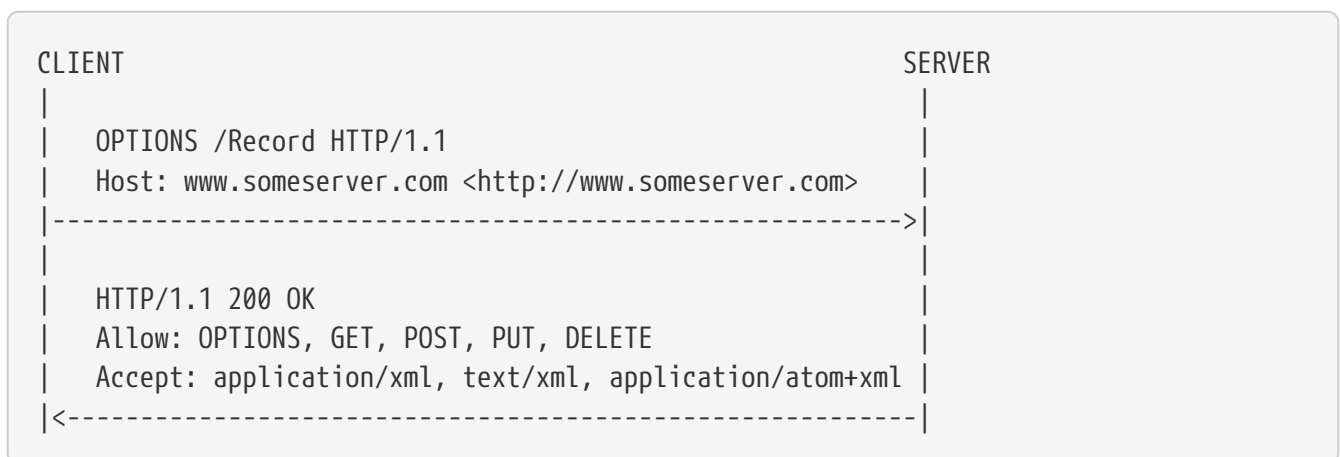 CLIENT SERVER
| |
| OPTIONS /Record HTTP/1.1 |
| Host: www.someserver.com <http://www.someserver.com> |
|---------------------------------------------------------->|
| |
| HTTP/1.1 200 OK |
| Allow: OPTIONS, GET, POST, PUT, DELETE |
| Accept: application/xml, text/xml, application/atom+xml |
|<----------------------------------------------------------|